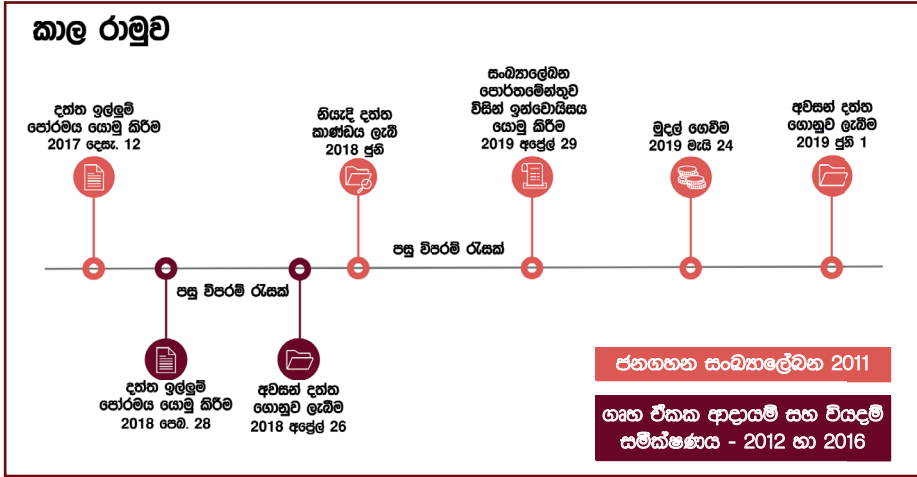 කාල රාමුව
දත්ත ඉල්ලුම්
පෝරමය යොමු කිරීම
2017 දෙසැ. 12
නියැදි දත්ත
කාණ්ඩය ලැබී
2018 ජුනි
සංඛ්‍යාලේඛන
පොර්තමේන්තුව
විසින් ඉන්වොයිසය
යොමු කිරීම
2019 අප්‍රේල් 29
මුදල් ගෙවීම
2019 මැයි 24
අවසන් දත්ත
ගොනුව ලැබීම
2019 ජුනි 1
පසු විපරම් රැසක්
පසු විපරම් රැසක්
දත්ත ඉල්ලුම්
පෝරමය යොමු කිරීම
2018 පෙබ. 28
අවසන් දත්ත
ගොනුව ලැබීම
2018 අප්‍රේල් 26
ජනගහන සංඛ්‍යාලේඛන 2011
ගෘහ ඒකක ආදායම් සහ වියදම්
සමීක්ෂණය - 2012 හා 2016